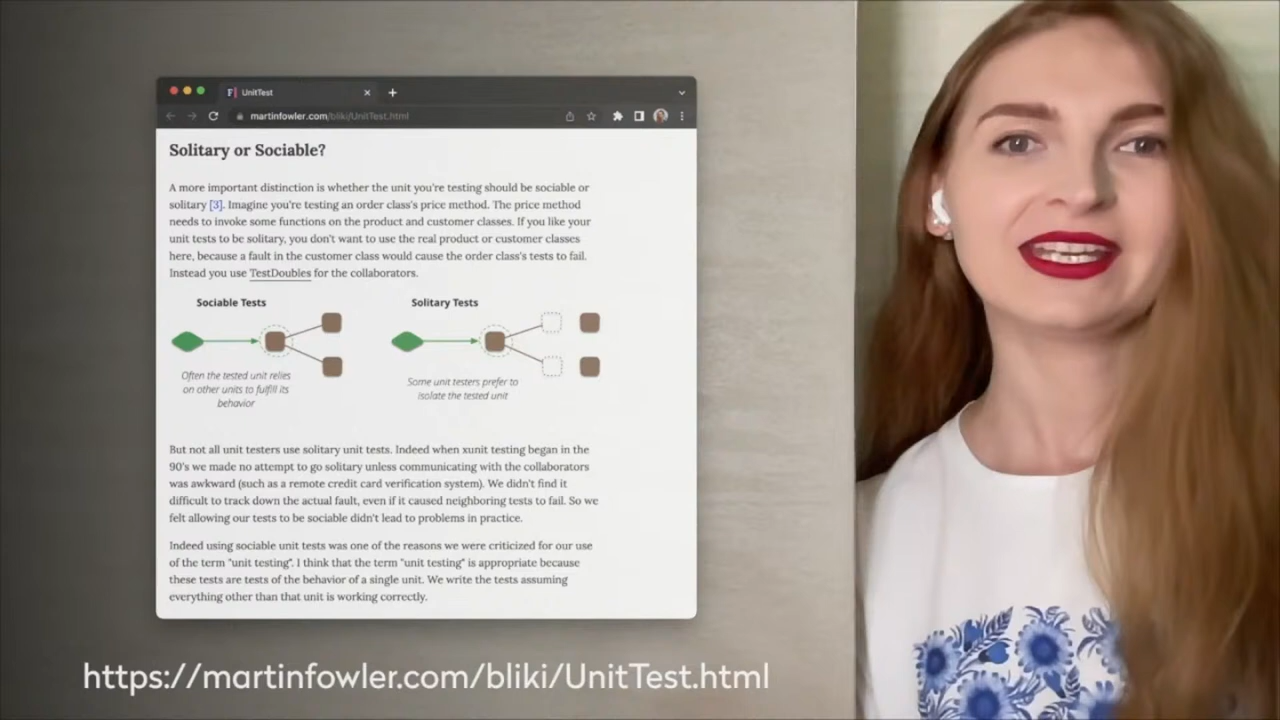 UnitTest
martinfowler.com/bliki/UnitTest.html
Solitary or Sociable?
A more important distinction is whether the unit you're testing should be sociable or
solitary [3]. Imagine you're testing an order class's price method. The price method
needs to invoke some functions on the product and customer classes. If you like your
unit tests to be solitary, you don't want to use the real product or customer classes
here, because a fault in the customer class would cause the order class's tests to fail.
Instead you use TestDoubles for the collaborators.
Sociable Tests
Often the tested unit relies
on other units to fulfill its
behavior
Solitary Tests
Some unit testers prefer to
isolate the tested unit
But not all unit testers use solitary unit tests. Indeed when xunit testing began in the
90's we made no attempt to go solitary unless communicating with the collaborators
was awkward (such as a remote credit card verification system). We didn't find it
difficult to track down the actual fault, even if it caused neighboring tests to fail. So we
felt allowing our tests to be sociable didn't lead to problems in practice.
Indeed using sociable unit tests was one of the reasons we were criticized for our use
of the term "unit testing". I think that the term "unit testing" is appropriate because
these tests are tests of the behavior of a single unit. We write the tests assuming
everything other than that unit is working correctly.
https://martinfowler.com/bliki/UnitTest.html